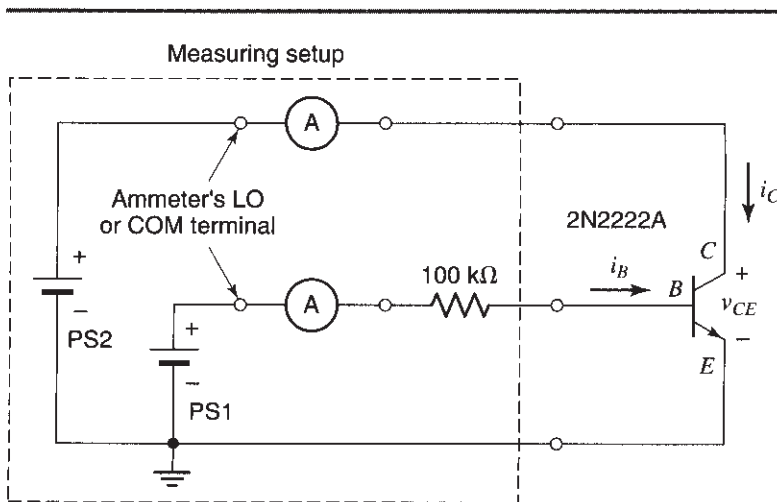 Measuring setup
A
Ammeter's LO
or COM terminal
i_C
2N2222A
C
+
100 kΩ
i_B
B
v_CE
+
−
PS2
A
+
−
PS1
−
E